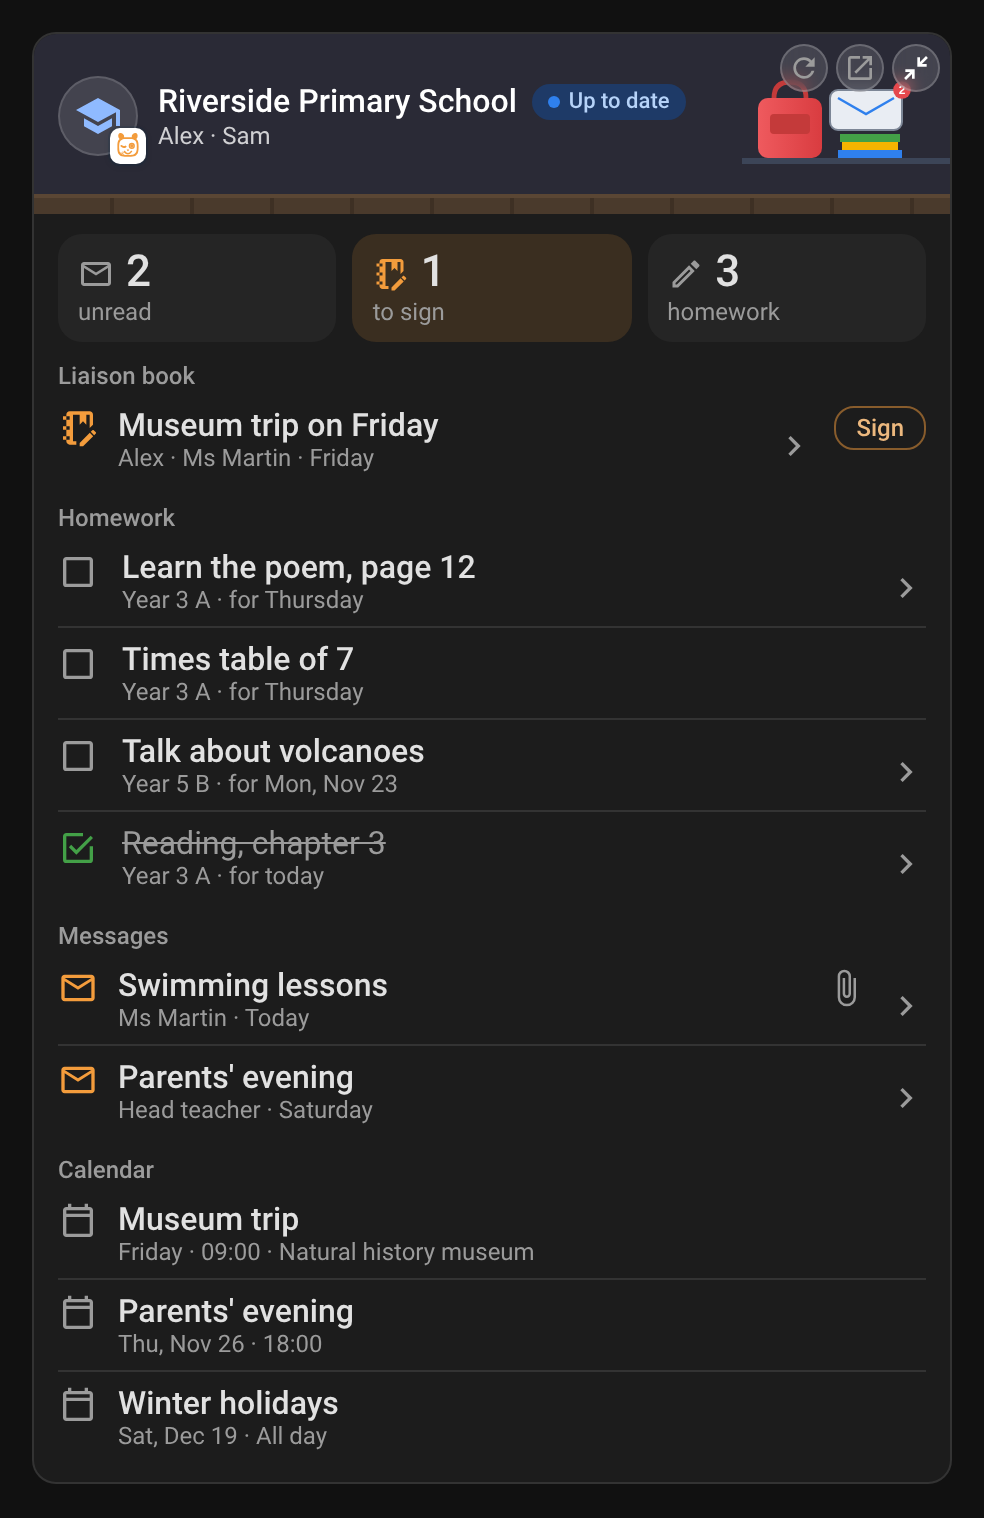 Riverside Primary School
Up to date
Alex · Sam
2
2
unread
1
to sign
3
homework
Liaison book
Museum trip on Friday
Alex · Ms Martin · Friday
Sign
Homework
Learn the poem, page 12
Year 3 A · for Thursday
Times table of 7
Year 3 A · for Thursday
Talk about volcanoes
Year 5 B · for Mon, Nov 23
Reading, chapter 3
Year 3 A · for today
Messages
Swimming lessons
Ms Martin · Today
Parents' evening
Head teacher · Saturday
Calendar
Museum trip
Friday · 09:00 · Natural history museum
Parents' evening
Thu, Nov 26 · 18:00
Winter holidays
Sat, Dec 19 · All day